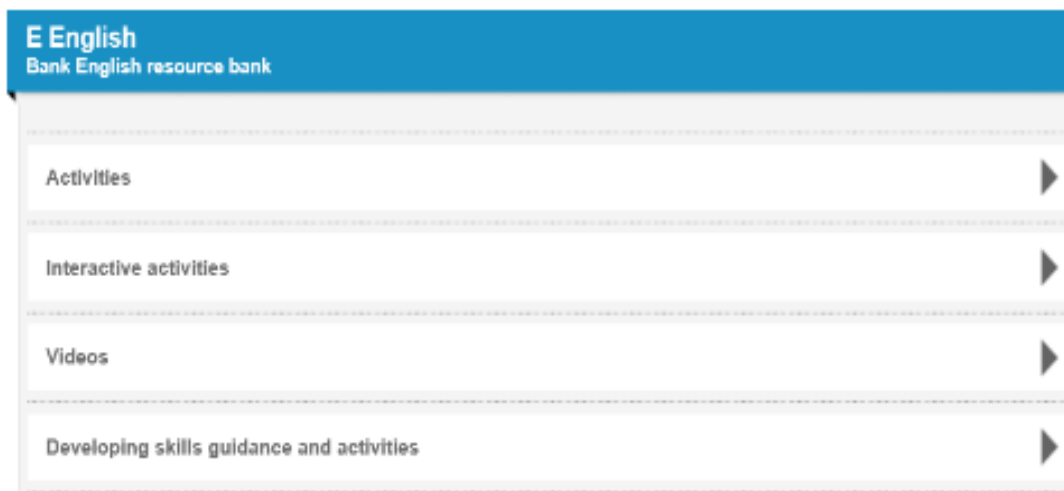 E English
Bank English resource bank
Activities
Interactive activities
Videos
Developing skills guidance and activities